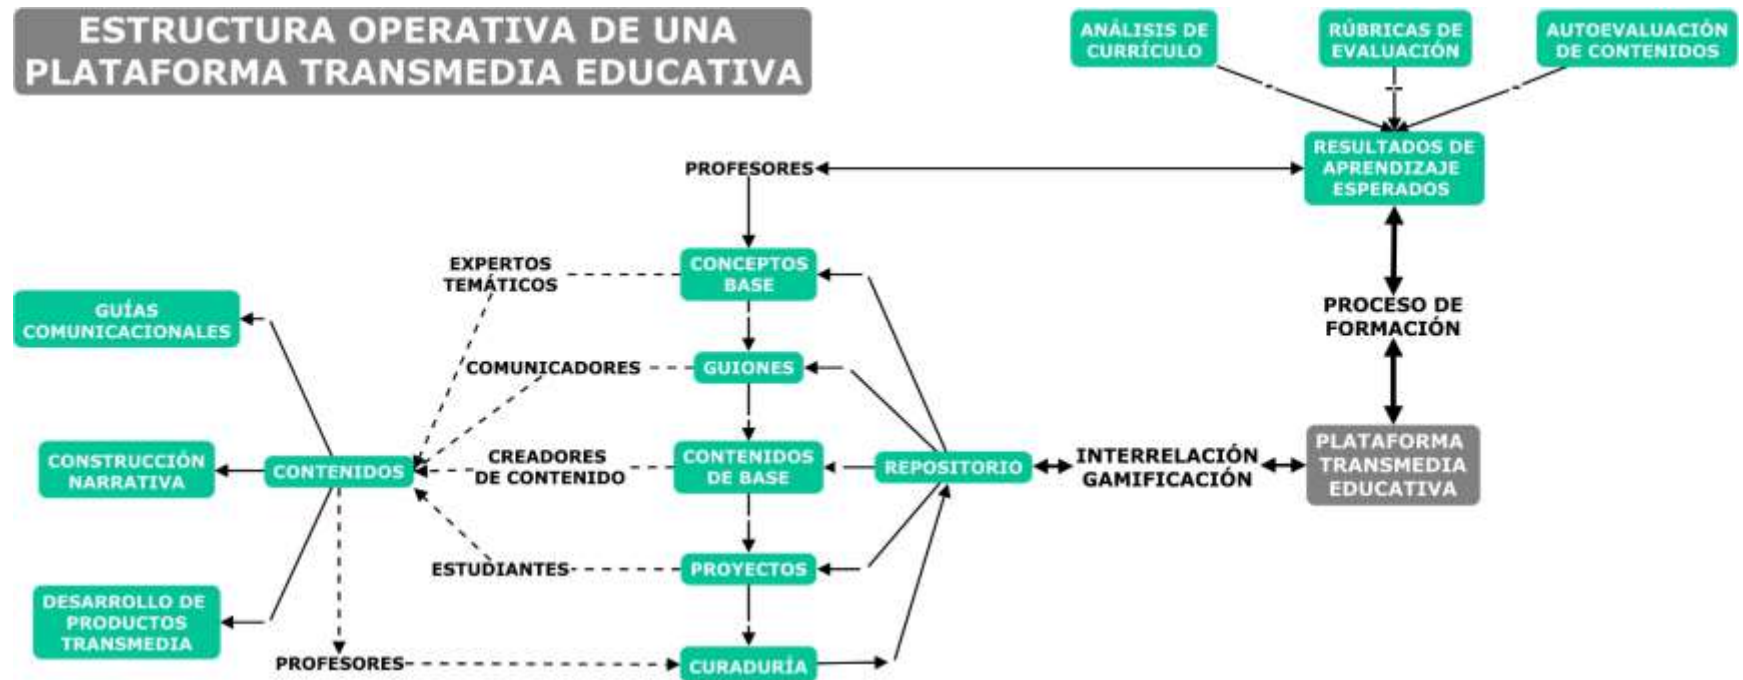 ESTRUCTURA OPERATIVA DE UNA
PLATAFORMA TRANSMEDIA EDUCATIVA
ANÁLISIS DE
CURRÍCULO
RÚBRICAS DE
EVALUACIÓN
AUTOEVALUACIÓN
DE CONTENIDOS
RESULTADOS DE
APRENDIZAJE
ESPERADOS
PROFESORES
EXPERTOS
TEMÁTICOS
CONCEPTOS
BASE
GUÍAS
COMUNICACIONALES
PROCESO DE
FORMACIÓN
COMUNICADORES
GUIONES
CONSTRUCCIÓN
NARRATIVA
CONTENIDOS
CREADORES
DE CONTENIDO
CONTENIDOS
DE BASE
REPOSITORIO
INTERRELACIÓN
GAMIFICACIÓN
PLATAFORMA
TRANSMEDIA
EDUCATIVA
ESTUDIANTES
PROYECTOS
DESARROLLO DE
PRODUCTOS
TRANSMEDIA
PROFESORES
CURADURÍA